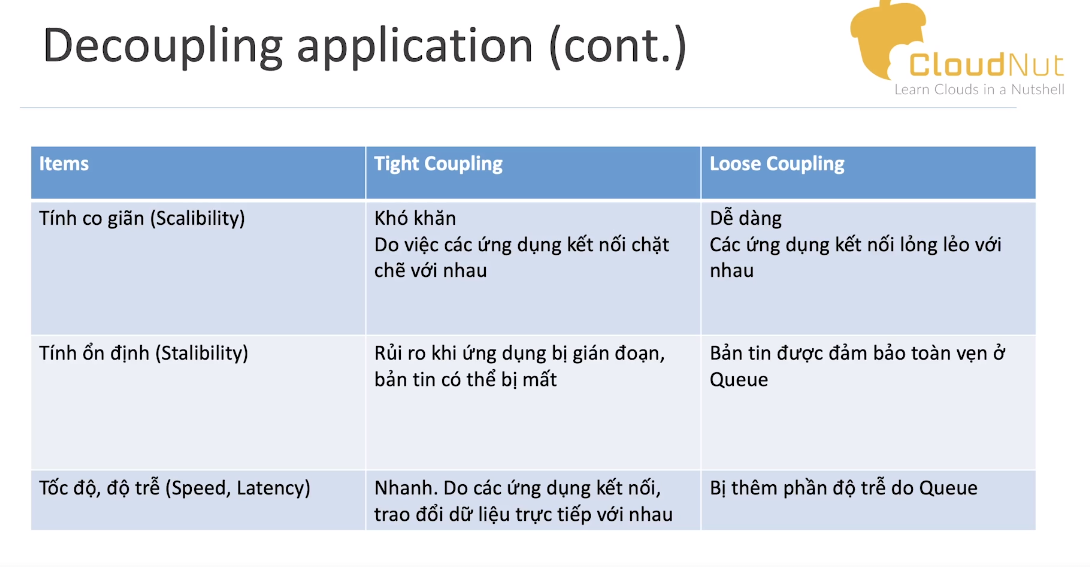 Decoupling application (cont.)
CloudNut
Learn Clouds in a Nutshell
Items
Tight Coupling
Loose Coupling
Tính co giãn (Scalibility)
Khó khăn
Do việc các ứng dụng kết nối chặt
chẽ với nhau
Dễ dàng
Các ứng dụng kết nối lỏng lẻo với
nhau
Tính ổn định (Stalibility)
Rủi ro khi ứng dụng bị gián đoạn,
bản tin có thể bị mất
Bản tin được đảm bảo toàn vẹn ở
Queue
Tốc độ, độ trễ (Speed, Latency)
Nhanh. Do các ứng dụng kết nối,
trao đổi dữ liệu trực tiếp với nhau
Bị thêm phần độ trễ do Queue